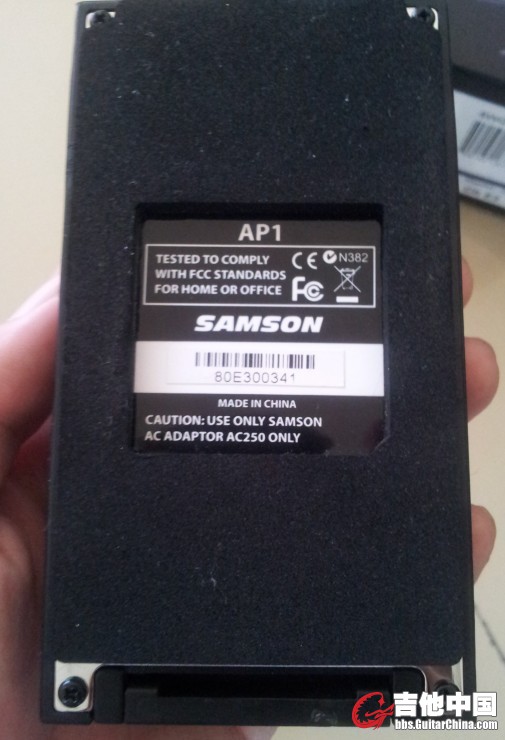 AP1
TESTED TO COMPLY
WITH FCC STANDARDS
FOR HOME OR OFFICE
CE N382
FC
SAMSON
80E300341
MADE IN CHINA
CAUTION: USE ONLY SAMSON
AC ADAPTOR AC250 ONLY
吉他中国
bbs.GuitarChina.com